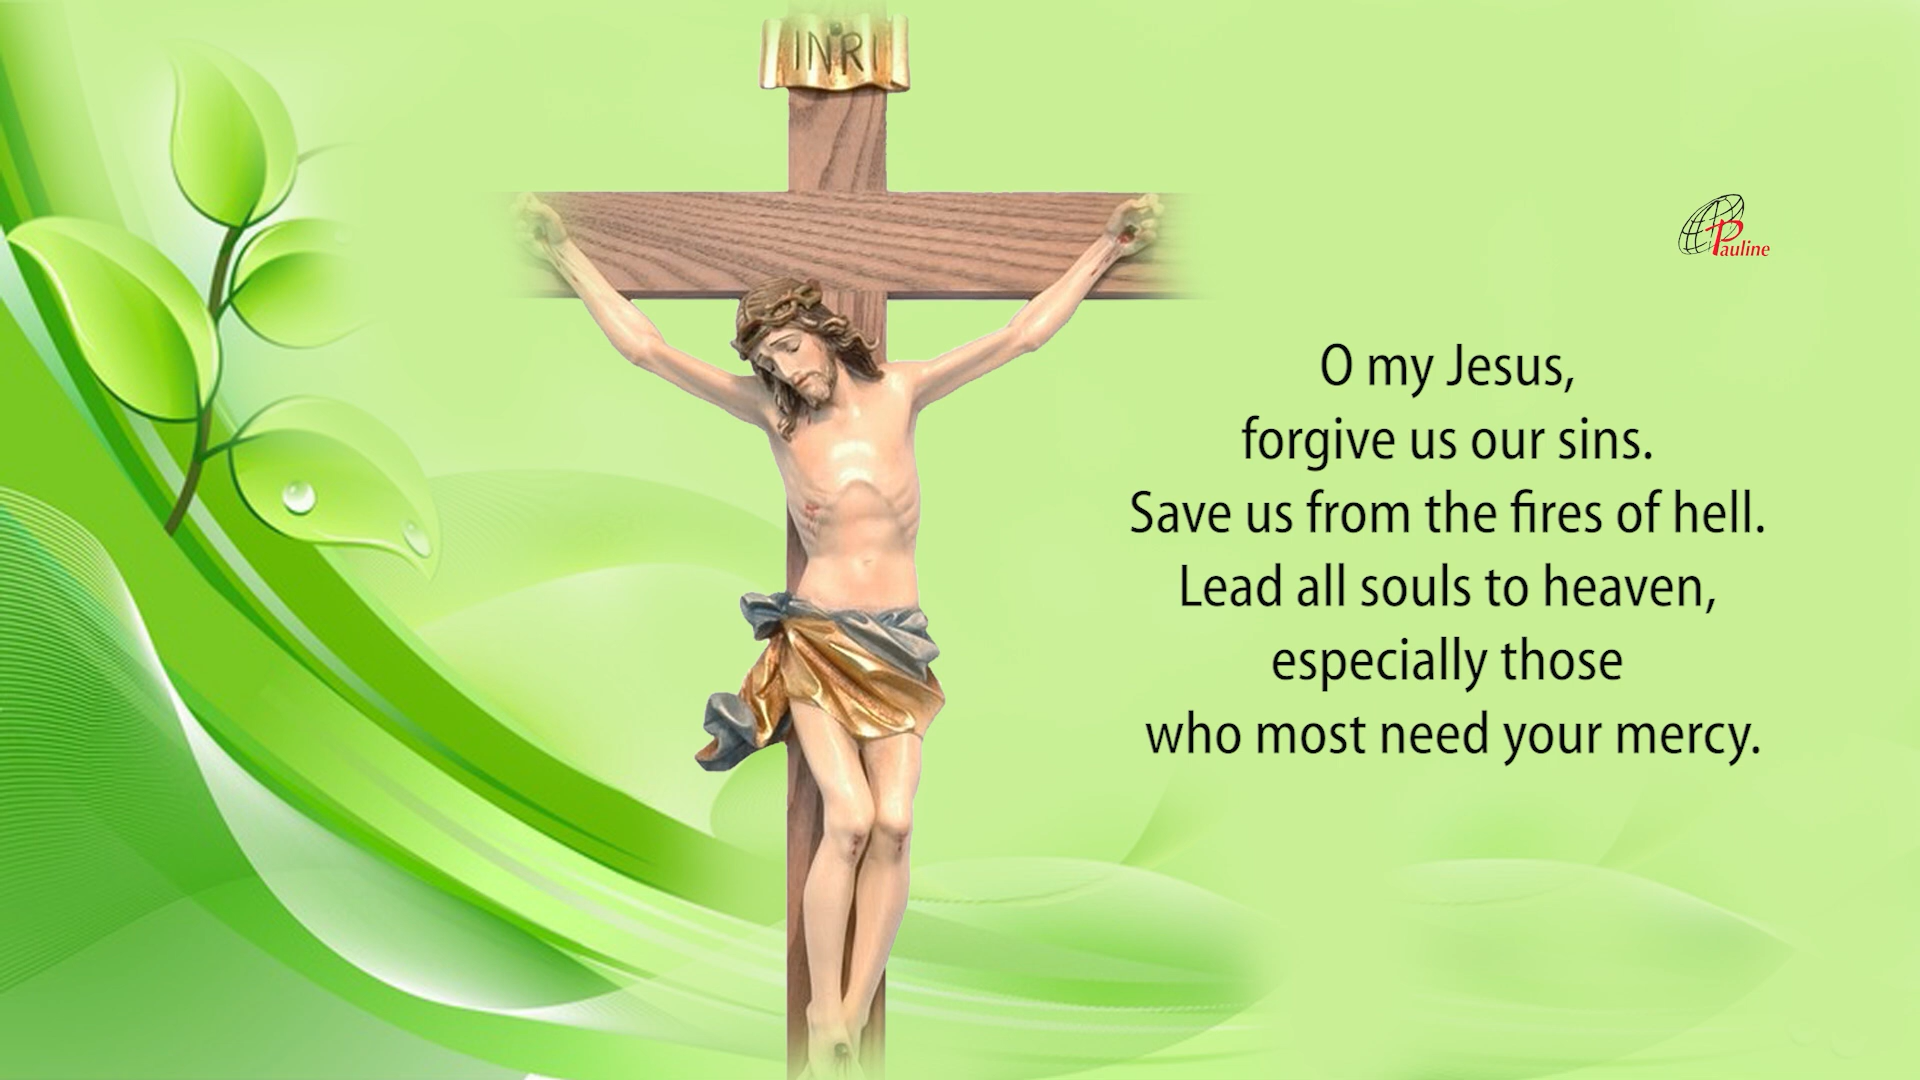 INRI
Pauline
O my Jesus,
forgive us our sins.
Save us from the fires of hell.
Lead all souls to heaven,
especially those
who most need your mercy.